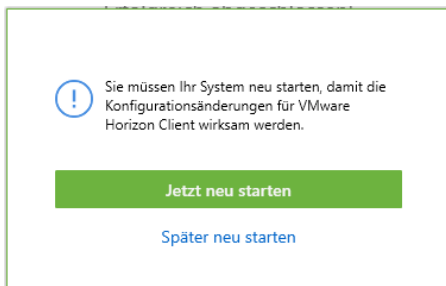 Sie müssen Ihr System neu starten, damit die
Konfigurationsänderungen für VMware
Horizon Client wirksam werden.
Jetzt neu starten
Später neu starten